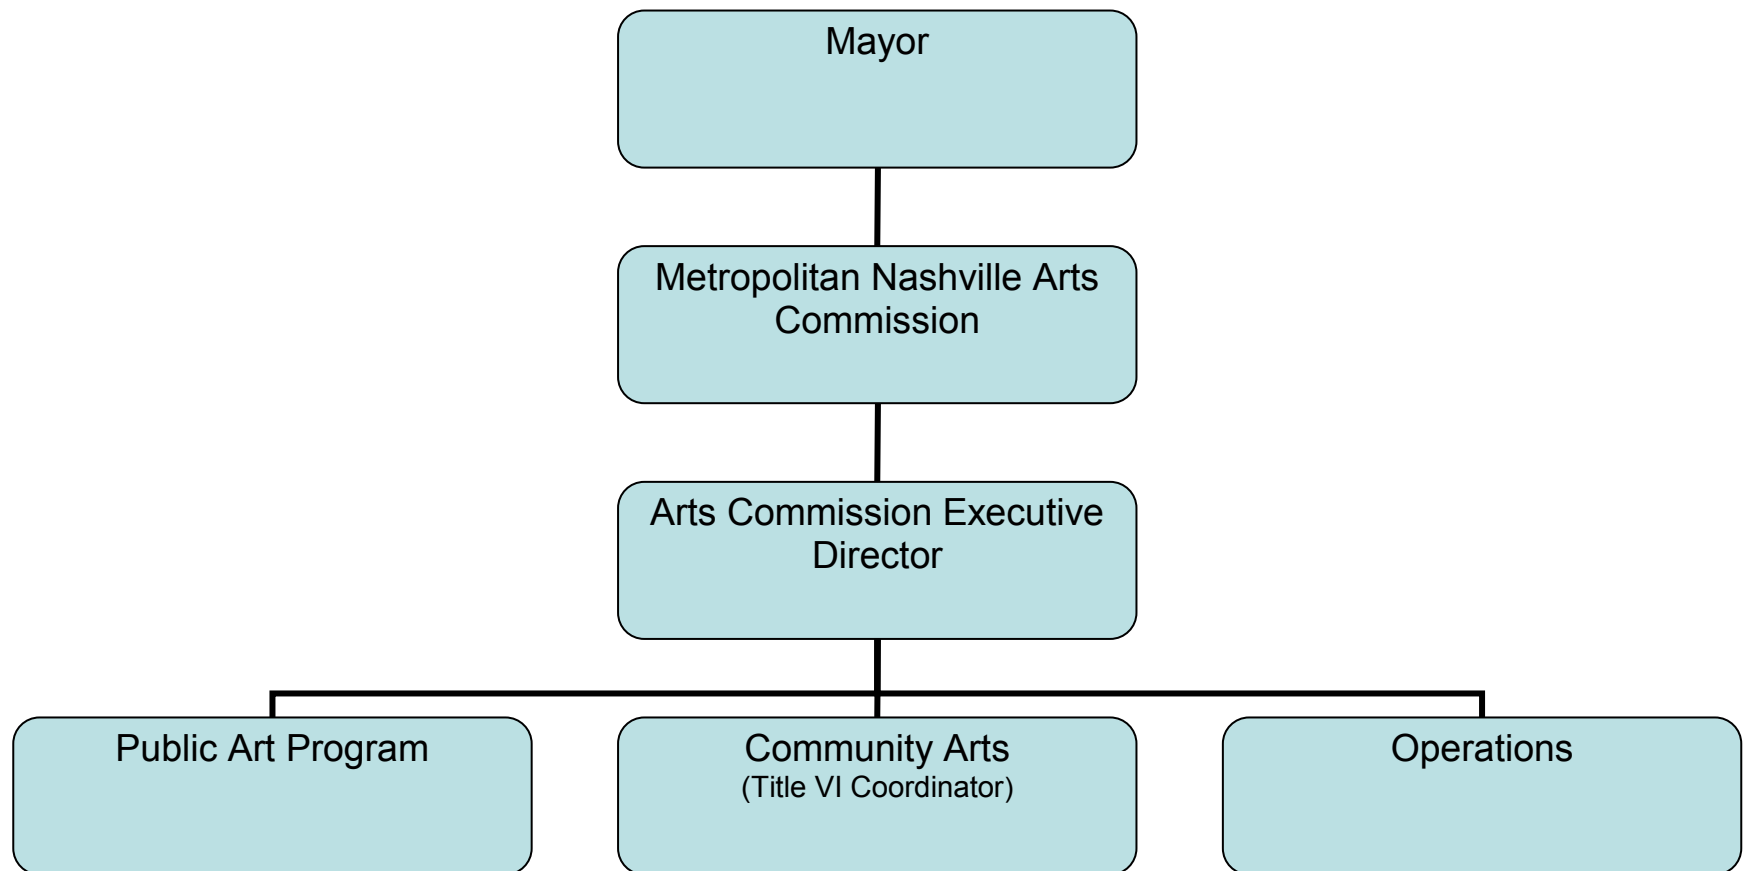 Mayor
Metropolitan Nashville Arts
Commission
Arts Commission Executive
Director
Public Art Program
Community Arts
(Title VI Coordinator)
Operations